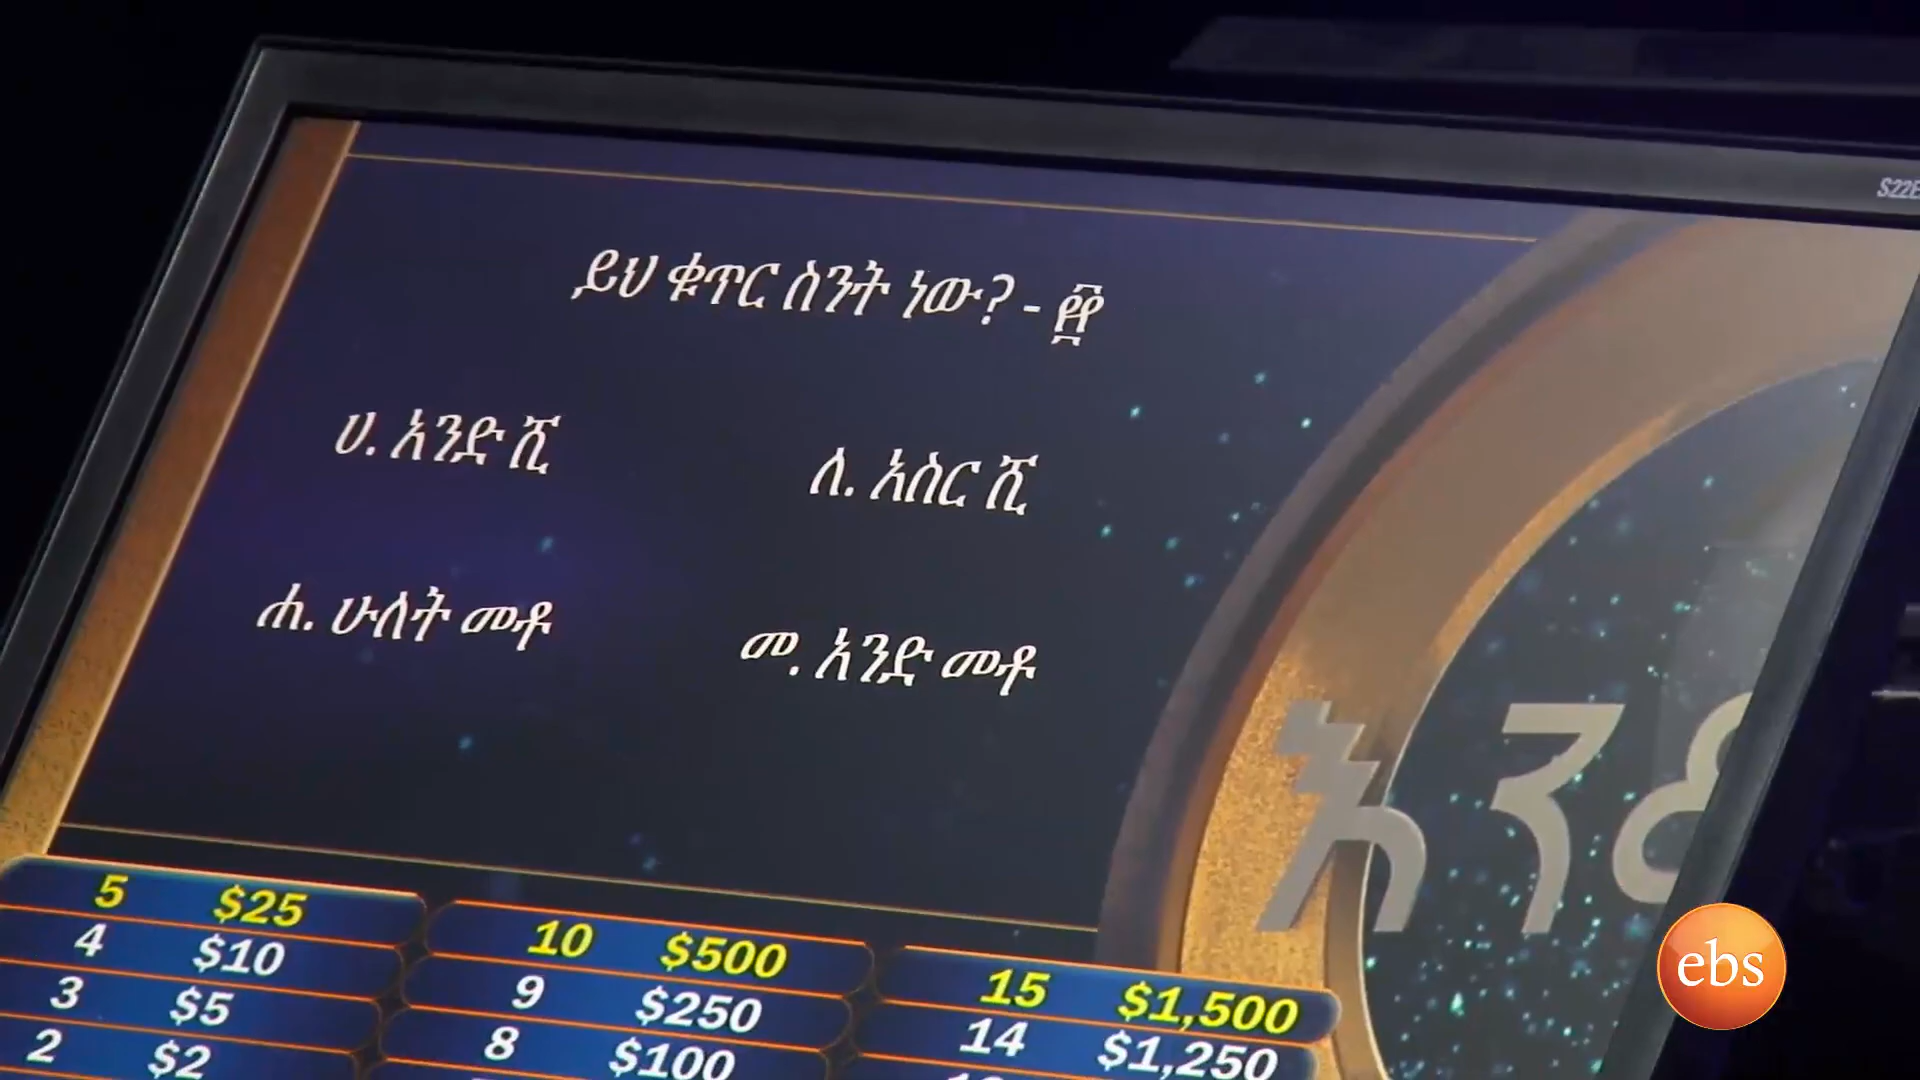 ይህ ቁጥር ስንት ነው? - ፼
ሀ. አንድ ሺ
ለ. አስር ሺ
ሐ. ሁለት መቶ
መ. አንድ መቶ
5 $25
4 $10
3 $5
2 $2
10 $500
9 $250
8 $100
15 $1,500
14 $1,250
S22E
ebs